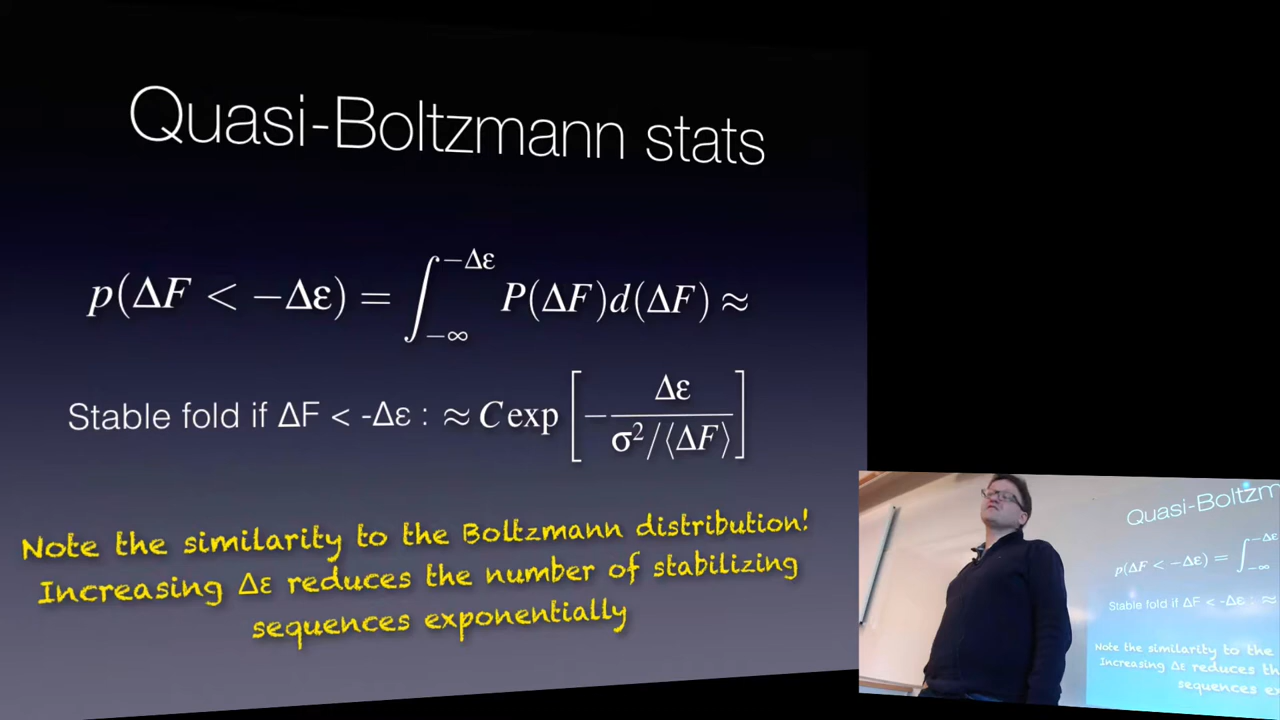 Quasi-Boltzmann stats
p(ΔF < −Δε) = ∫_{−∞}^{−Δε} P(ΔF)d(ΔF) ≈
Stable fold if ΔF < -Δε : ≈ C exp [ − Δε / (σ²/⟨ΔF⟩) ]
Note the similarity to the Boltzmann distribution!
Increasing Δε reduces the number of stabilizing
sequences exponentially
Quasi-Boltzm
p(ΔF < −Δε) = ∫_{−∞}^{−Δε}
Stable fold if ΔF < -Δε : ≈
Note the similarity to the
Increasing Δε reduces th
sequences e